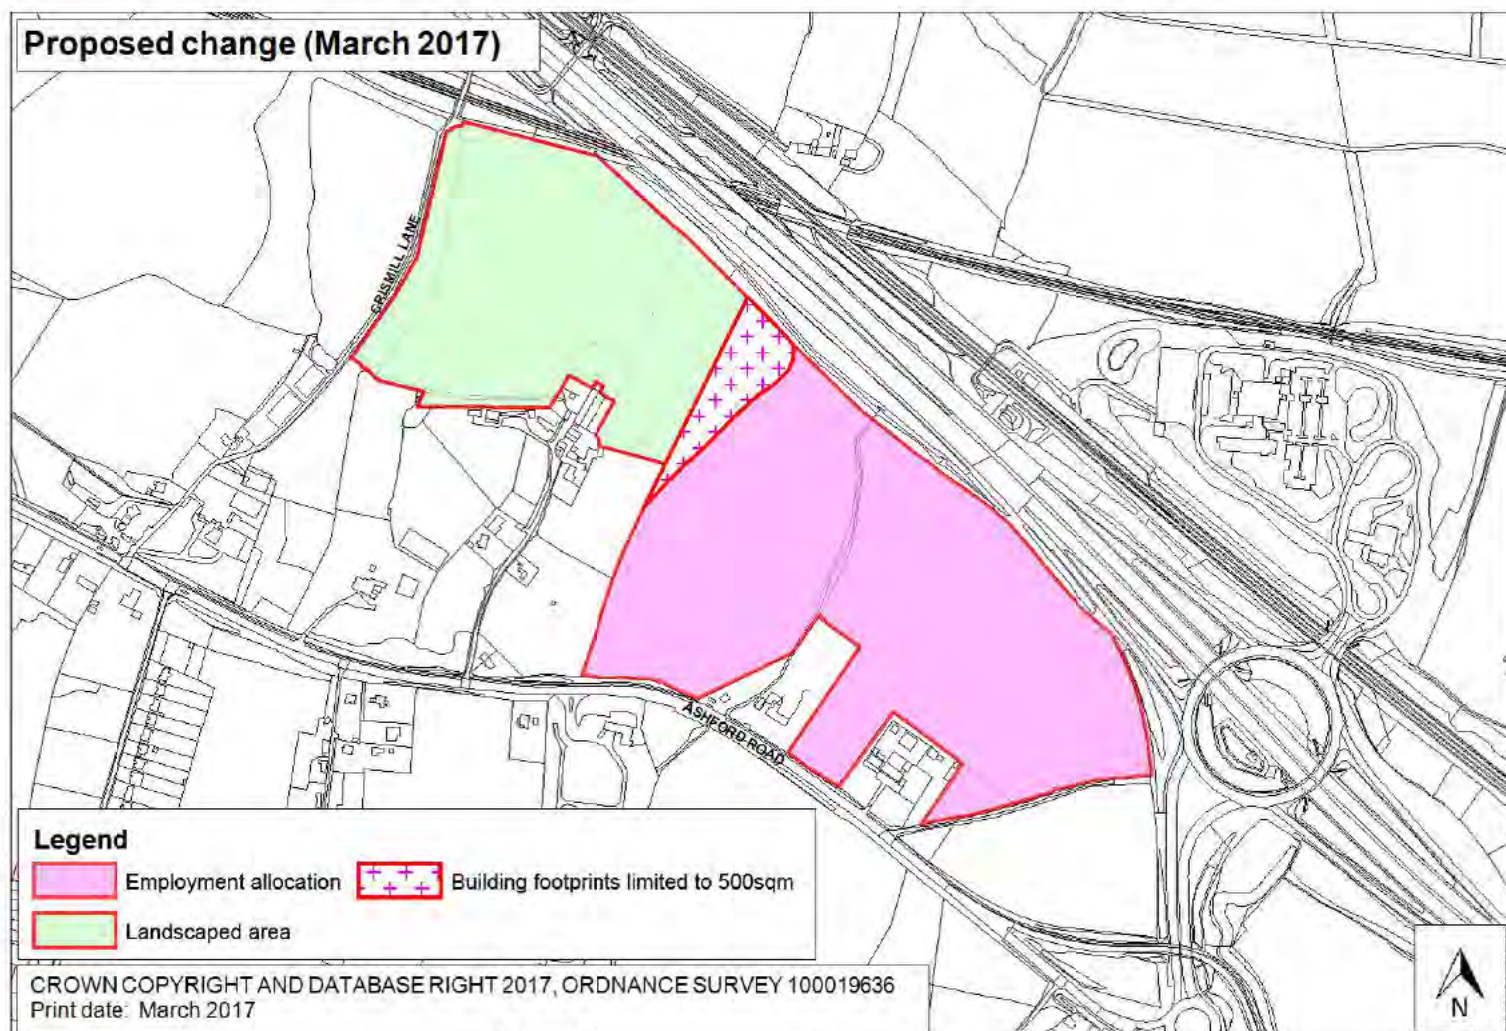 Proposed change (March 2017)
CRISMILL LANE
ASHFORD ROAD
Legend
Employment allocation
Building footprints limited to 500sqm
Landscaped area
CROWN COPYRIGHT AND DATABASE RIGHT 2017, ORDNANCE SURVEY 100019636
Print date: March 2017
N